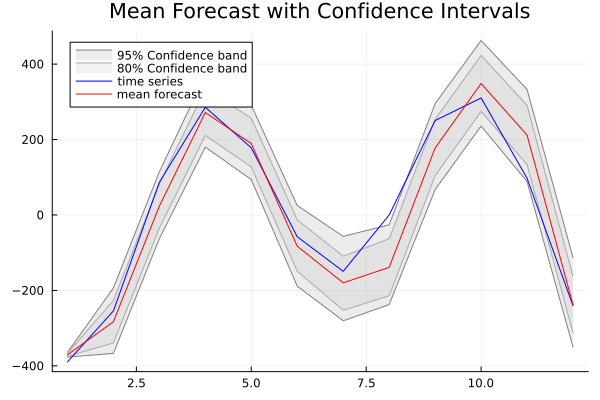 Mean Forecast with Confidence Intervals
95% Confidence band
80% Confidence band
time series
mean forecast
400
200
0
−200
−400
2.5
5.0
7.5
10.0